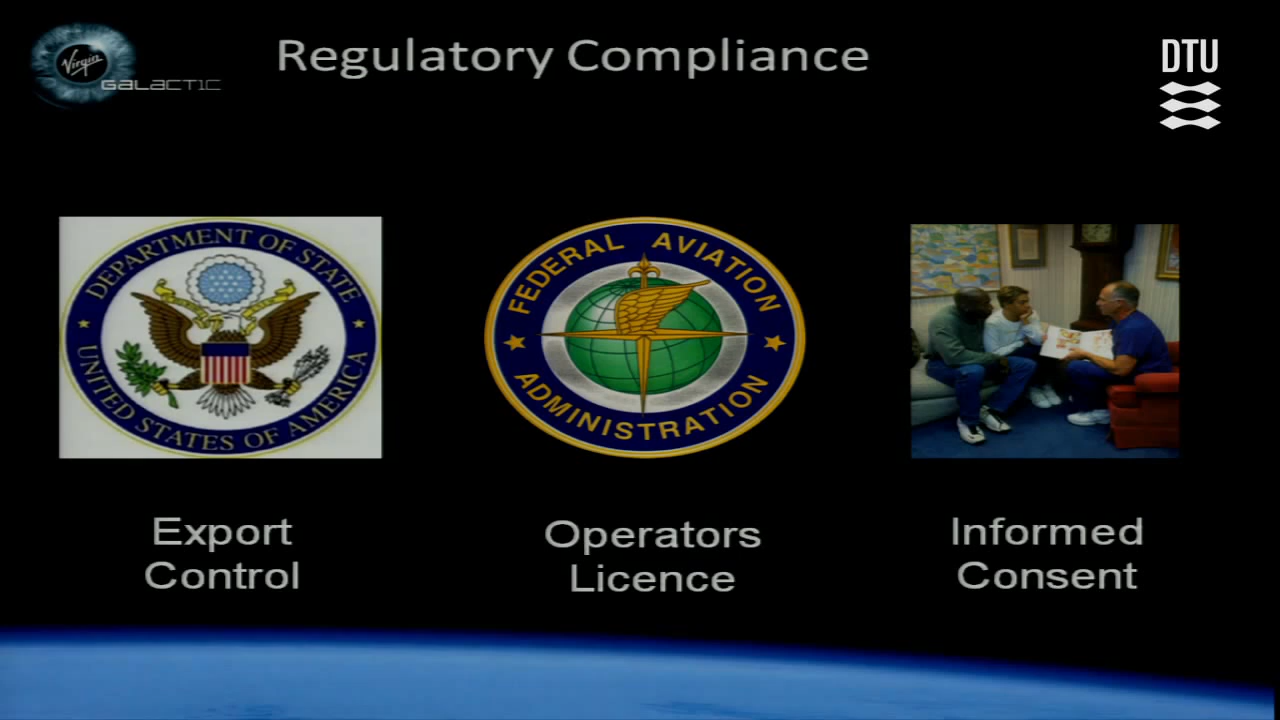 Virgin
GALACTIC
Regulatory Compliance
DTU
DEPARTMENT OF STATE
UNITED STATES OF AMERICA
FEDERAL AVIATION
ADMINISTRATION
Export
Control
Operators
Licence
Informed
Consent